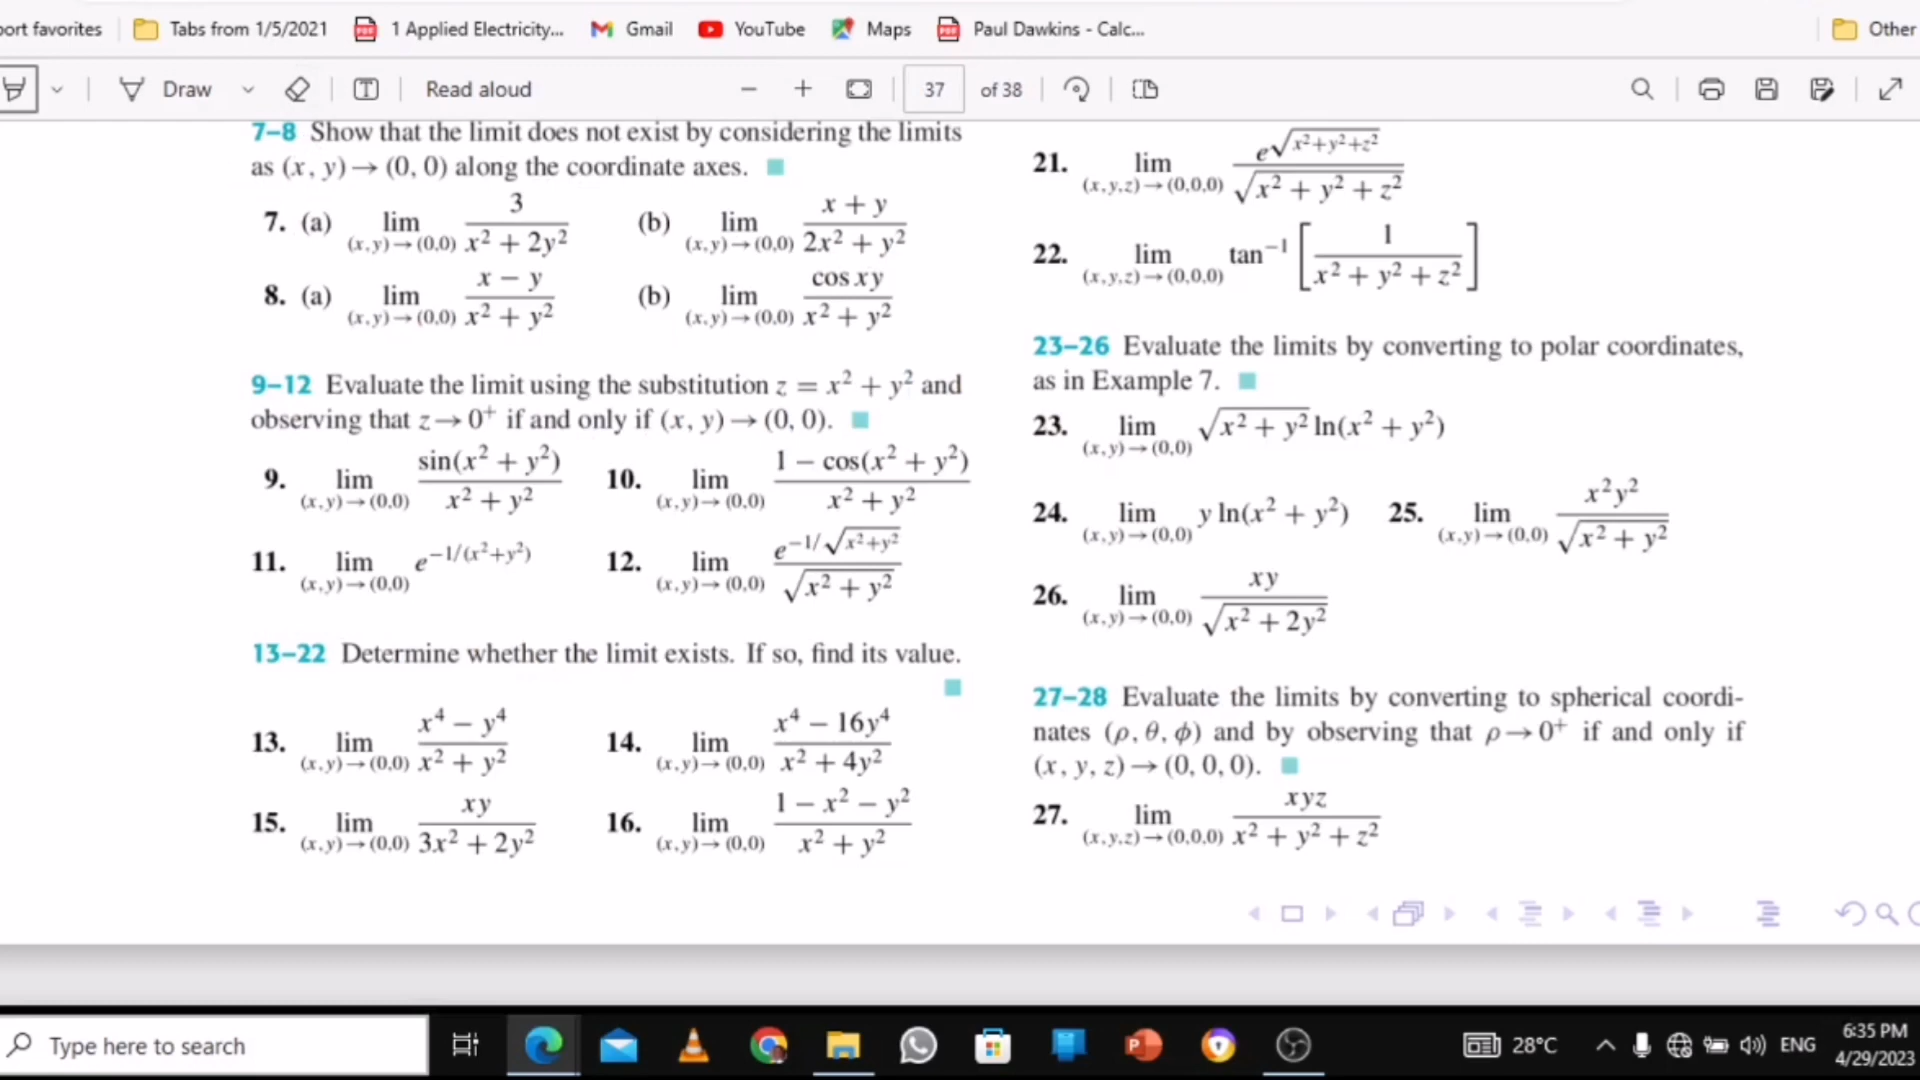 ort favorites Tabs from 1/5/2021 1 Applied Electricity... Gmail YouTube Maps Paul Dawkins - Calc... Other
Draw Read aloud 37 of 38
7–8 Show that the limit does not exist by considering the limits
as (x, y) → (0, 0) along the coordinate axes.
7. (a) lim (x,y)→(0,0) 3/(x² + 2y²) (b) lim (x,y)→(0,0) (x + y)/(2x² + y²)
8. (a) lim (x,y)→(0,0) (x − y)/(x² + y²) (b) lim (x,y)→(0,0) cos xy/(x² + y²)
9–12 Evaluate the limit using the substitution z = x² + y² and
observing that z → 0⁺ if and only if (x, y) → (0, 0).
9. lim (x,y)→(0,0) sin(x² + y²)/(x² + y²) 10. lim (x,y)→(0,0) (1 − cos(x² + y²))/(x² + y²)
11. lim (x,y)→(0,0) e^(−1/(x²+y²)) 12. lim (x,y)→(0,0) e^(−1/√(x²+y²))/√(x² + y²)
13–22 Determine whether the limit exists. If so, find its value.
13. lim (x,y)→(0,0) (x⁴ − y⁴)/(x² + y²) 14. lim (x,y)→(0,0) (x⁴ − 16y⁴)/(x² + 4y²)
15. lim (x,y)→(0,0) xy/(3x² + 2y²) 16. lim (x,y)→(0,0) (1 − x² − y²)/(x² + y²)
21. lim (x,y,z)→(0,0,0) e^√(x²+y²+z²)/√(x² + y² + z²)
22. lim (x,y,z)→(0,0,0) tan⁻¹ [1/(x² + y² + z²)]
23–26 Evaluate the limits by converting to polar coordinates,
as in Example 7.
23. lim (x,y)→(0,0) √(x² + y²) ln(x² + y²)
24. lim (x,y)→(0,0) y ln(x² + y²) 25. lim (x,y)→(0,0) x²y²/√(x² + y²)
26. lim (x,y)→(0,0) xy/√(x² + 2y²)
27–28 Evaluate the limits by converting to spherical coordi-
nates (ρ, θ, ϕ) and by observing that ρ → 0⁺ if and only if
(x, y, z) → (0, 0, 0).
27. lim (x,y,z)→(0,0,0) xyz/(x² + y² + z²)
Type here to search 28°C ENG 6:35 PM
4/29/2023